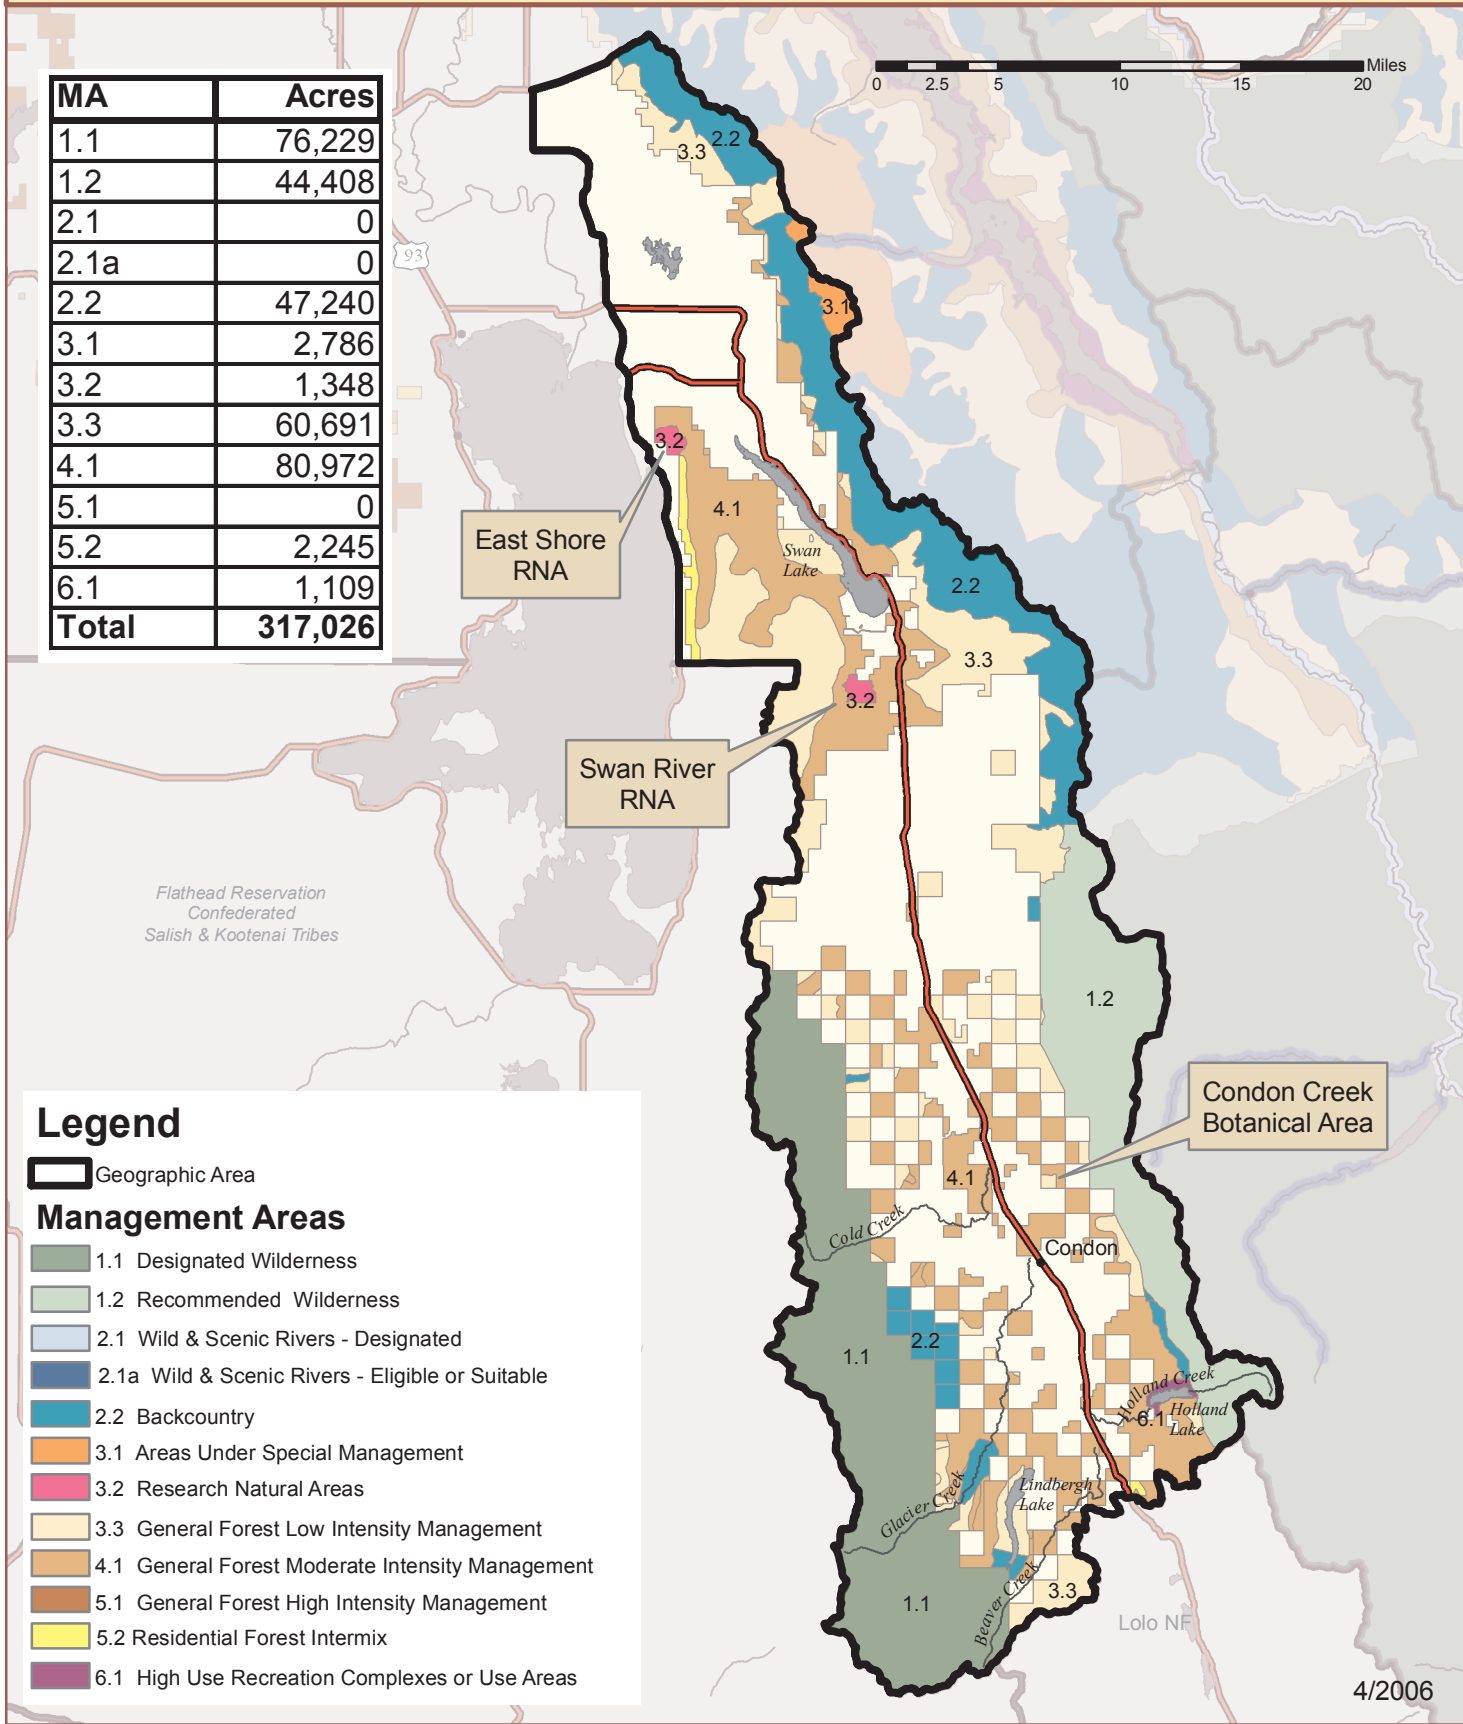 MA Acres
1.1 76,229
1.2 44,408
2.1 0
2.1a 0
2.2 47,240
3.1 2,786
3.2 1,348
3.3 60,691
4.1 80,972
5.1 0
5.2 2,245
6.1 1,109
Total 317,026
Miles
0 2.5 5 10 15 20
93
2.2
3.3
3.1
3.2
4.1
East Shore
RNA
Swan
Lake
2.2
3.3
3.2
Swan River
RNA
Flathead Reservation
Confederated
Salish & Kootenai Tribes
1.2
Condon Creek
Botanical Area
4.1
Cold Creek
Condon
2.2
1.1
Holland Creek
6.1
Holland
Lake
Lindbergh
Lake
Glacier Creek
Beaver Creek
3.3
1.1
Lolo NF
Legend
Geographic Area
Management Areas
1.1 Designated Wilderness
1.2 Recommended Wilderness
2.1 Wild & Scenic Rivers - Designated
2.1a Wild & Scenic Rivers - Eligible or Suitable
2.2 Backcountry
3.1 Areas Under Special Management
3.2 Research Natural Areas
3.3 General Forest Low Intensity Management
4.1 General Forest Moderate Intensity Management
5.1 General Forest High Intensity Management
5.2 Residential Forest Intermix
6.1 High Use Recreation Complexes or Use Areas
4/2006